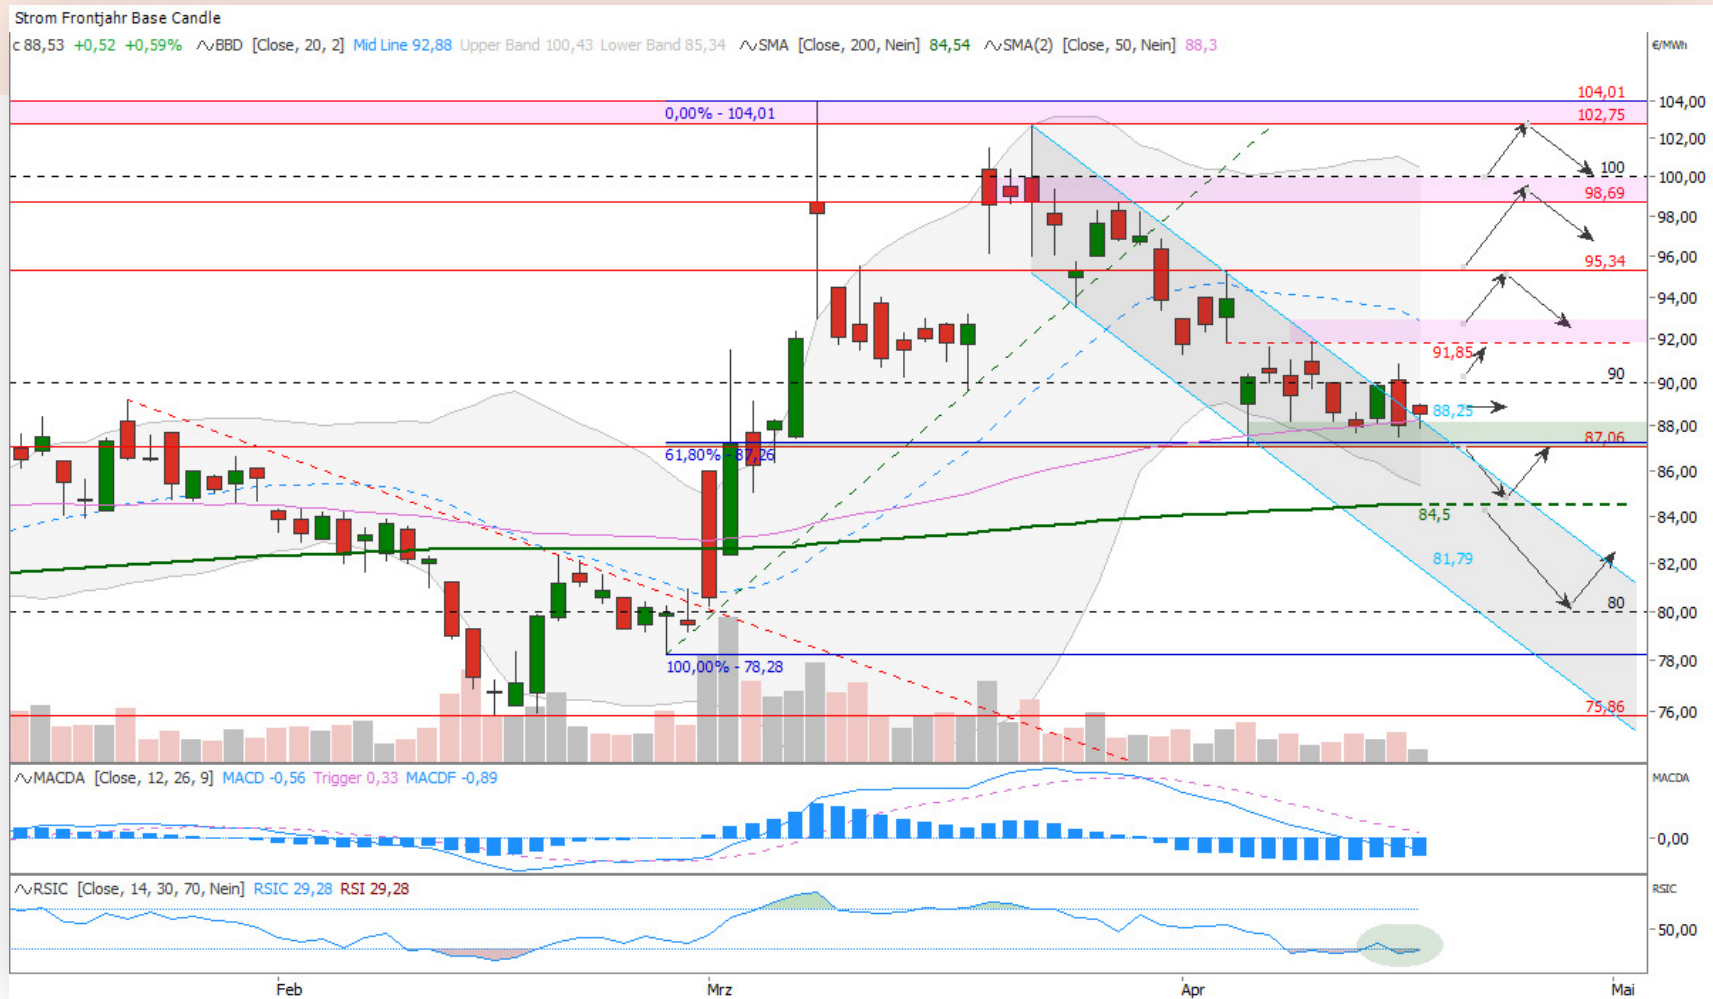 Strom Frontjahr Base Candle
c 88,53 +0,52 +0,59% BBD [Close, 20, 2] Mid Line 92,88 Upper Band 100,43 Lower Band 85,34 SMA [Close, 200, Nein] 84,54 SMA(2) [Close, 50, Nein] 88,3
€/MWh
104,01
104,00
0,00% - 104,01
102,75
102,00
100
100,00
98,69
98,00
96,00
95,34
94,00
92,00
91,85
90
90,00
88,25
88,00
87,06
61,80% - 87,26
86,00
84,5
84,00
81,79
82,00
80
80,00
100,00% - 78,28
78,00
75,86
76,00
MACDA [Close, 12, 26, 9] MACD -0,56 Trigger 0,33 MACDF -0,89
MACDA
0,00
RSIC [Close, 14, 30, 70, Nein] RSIC 29,28 RSI 29,28
RSIC
50,00
Feb Mrz Apr Mai